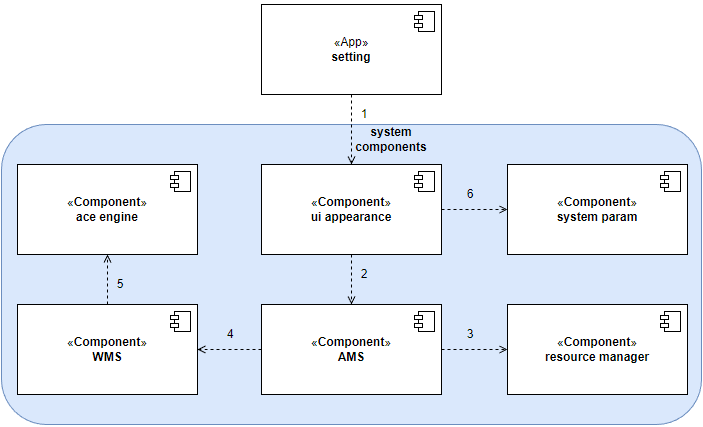 «App»
setting
1
system
components
«Component»
ace engine
«Component»
ui appearance
6
«Component»
system param
5
2
«Component»
WMS
4
«Component»
AMS
3
«Component»
resource manager